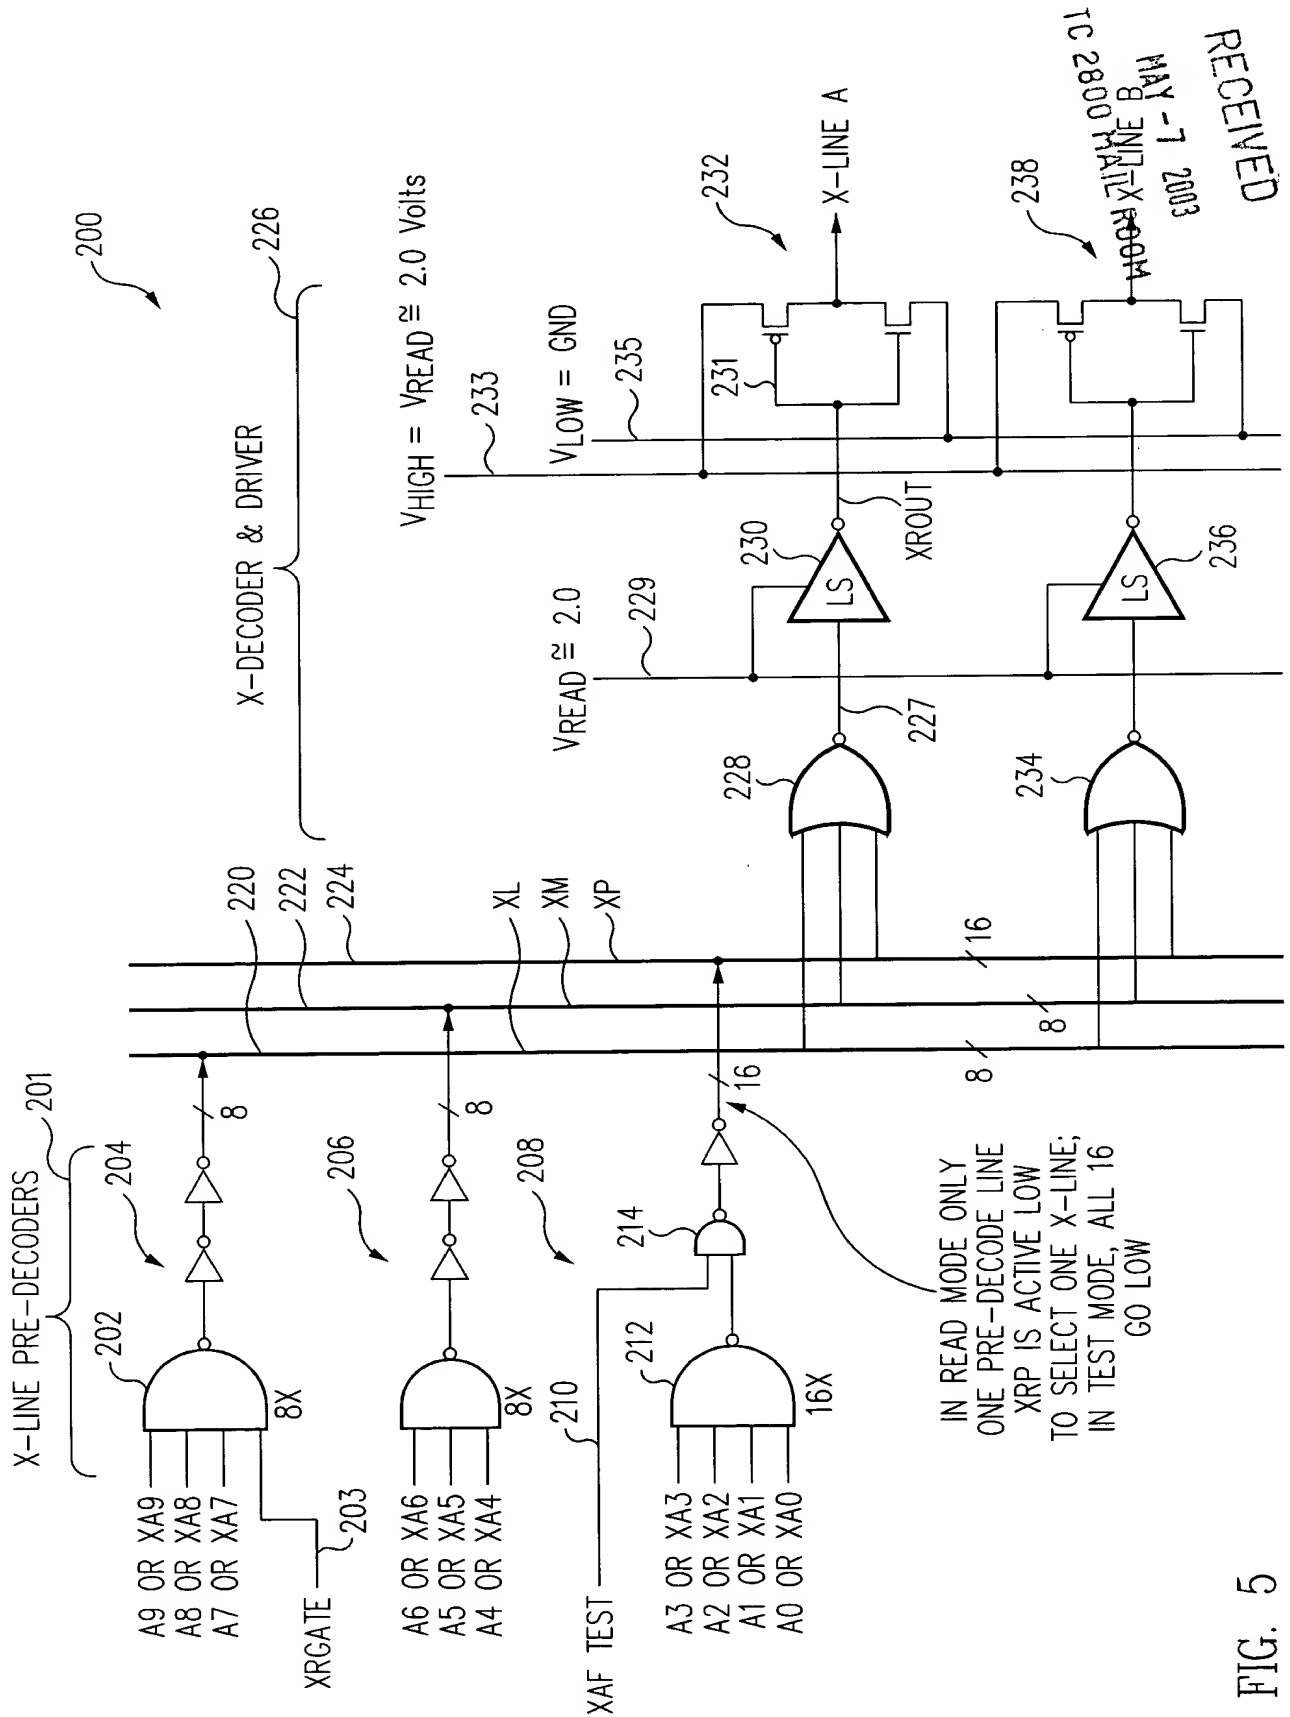 X-LINE PRE-DECODERS
201
A9 OR XA9
A8 OR XA8
A7 OR XA7
XRGATE
203
202
8X
204
8
A6 OR XA6
A5 OR XA5
A4 OR XA4
8X
206
8
XAF TEST
210
A3 OR XA3
A2 OR XA2
A1 OR XA1
A0 OR XA0
212
16X
208
214
16
IN READ MODE ONLY
ONE PRE-DECODE LINE
XRP IS ACTIVE LOW
TO SELECT ONE X-LINE;
IN TEST MODE, ALL 16
GO LOW
220
222
224
XL
XM
XP
8
8
16
200
X-DECODER & DRIVER
226
VHIGH = VREAD ≅ 2.0 Volts
233
VLOW = GND
235
VREAD ≅ 2.0
229
228
227
230
LS
XROUT
231
232
X-LINE A
234
236
LS
238
X-LINE B
RECEIVED
MAY -7 2003
TC 2800 MAIL ROOM
FIG. 5